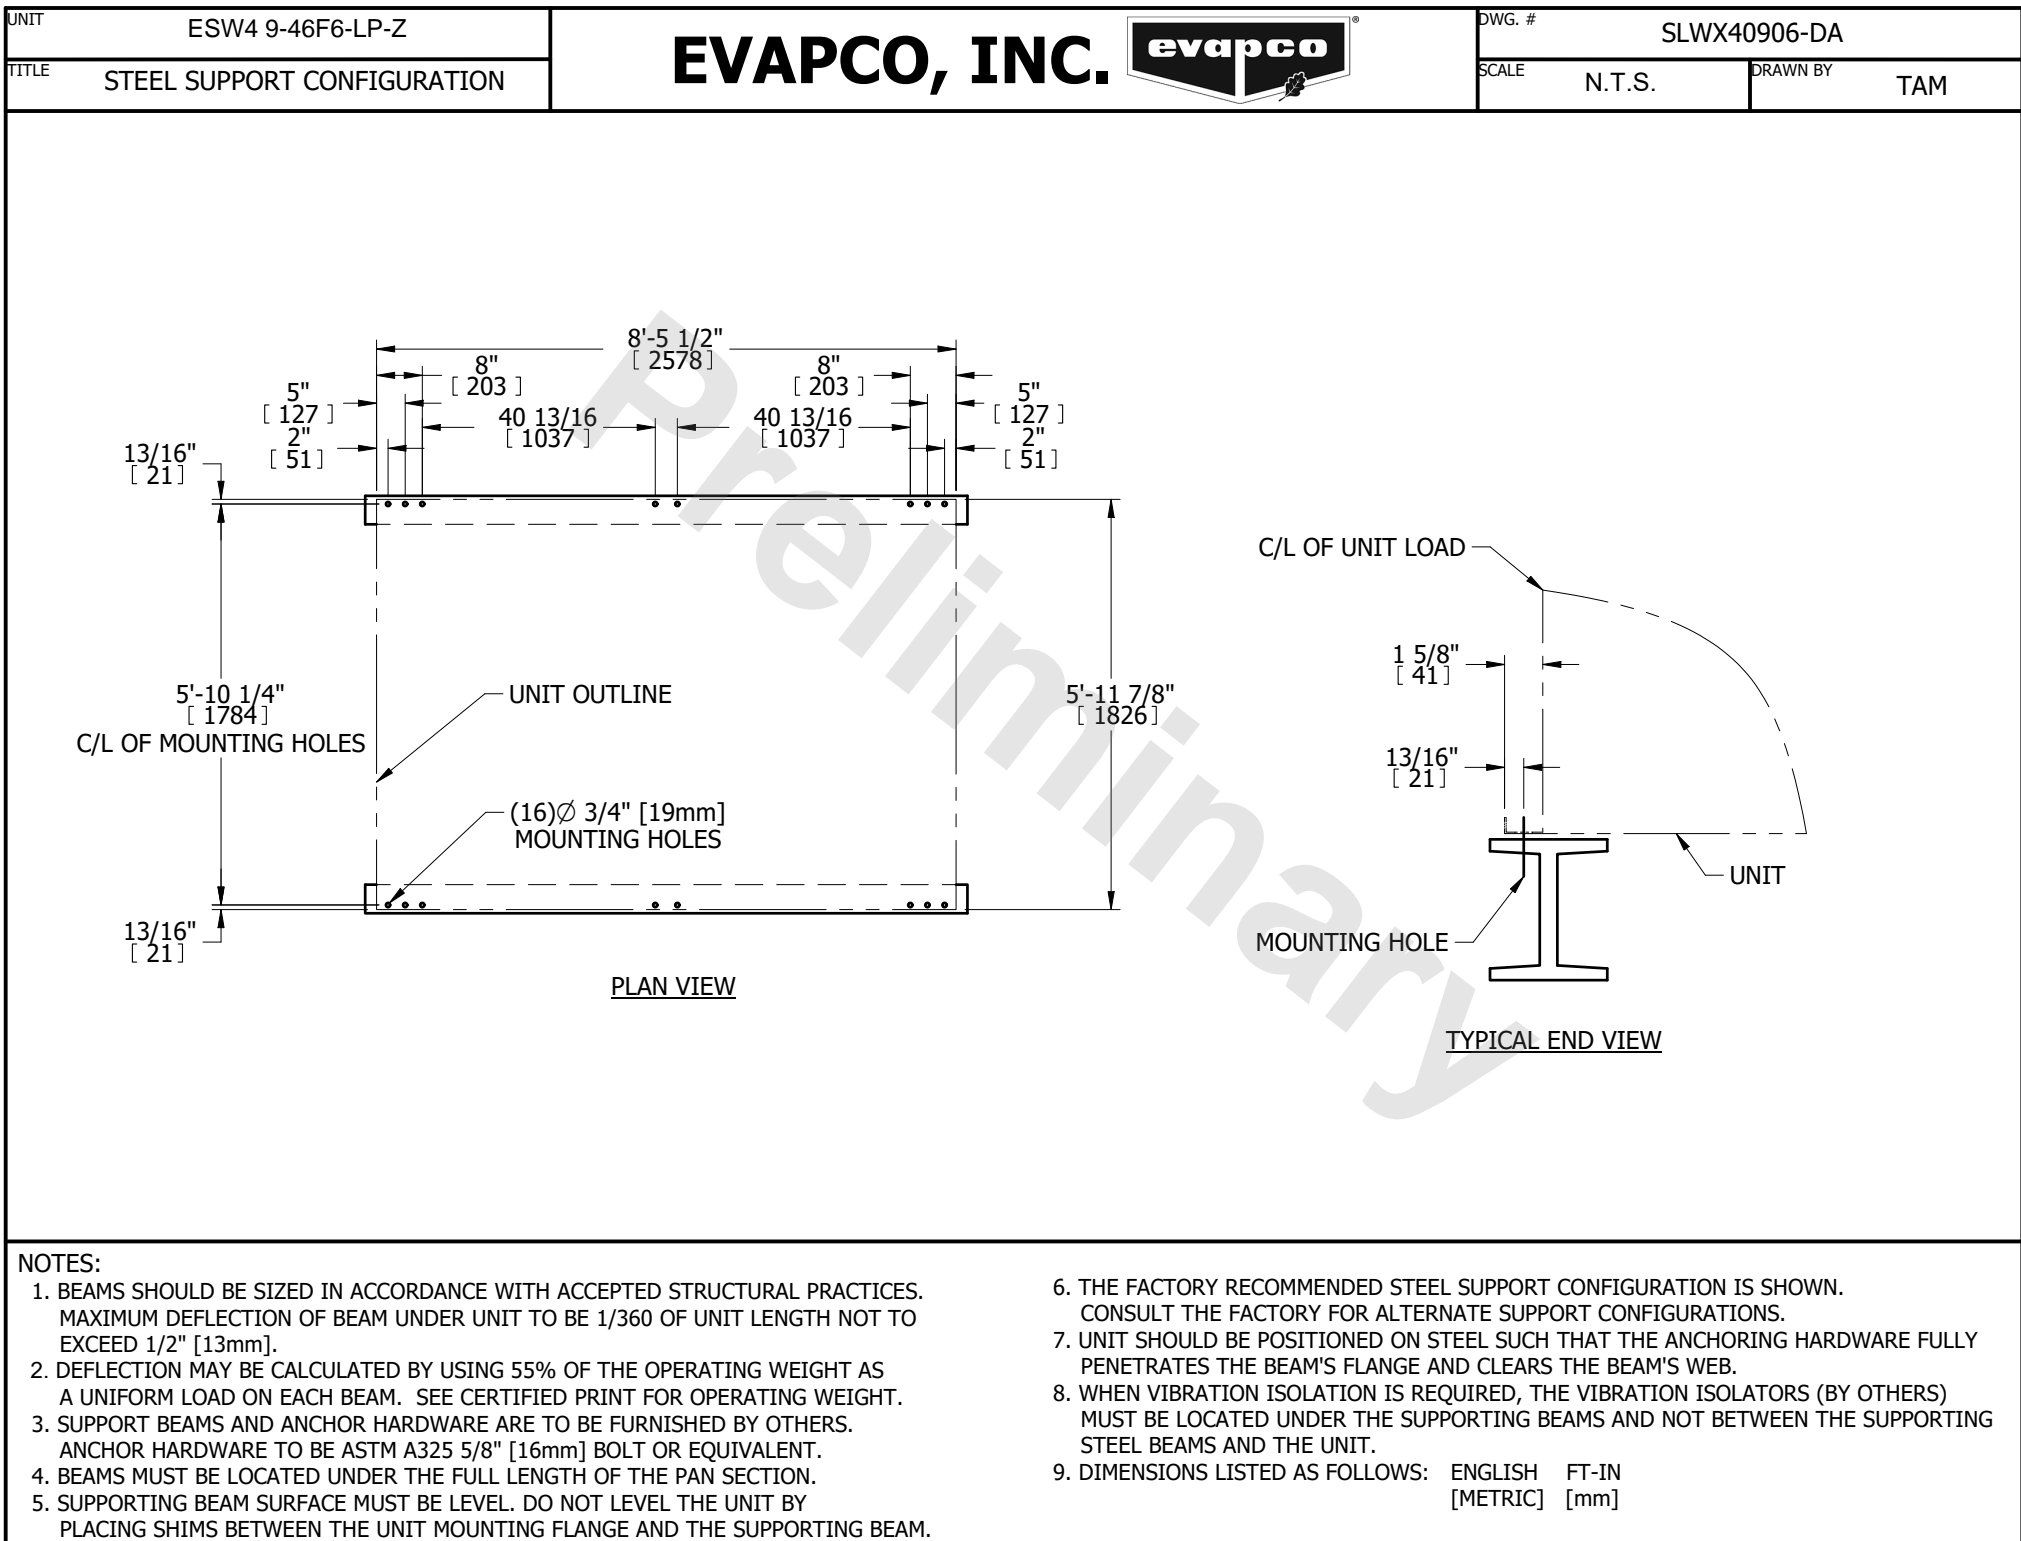 UNIT
ESW4 9-46F6-LP-Z
TITLE
STEEL SUPPORT CONFIGURATION
EVAPCO, INC.
evapco
®
DWG. #
SLWX40906-DA
SCALE
N.T.S.
DRAWN BY
TAM
8'-5 1/2"
[ 2578 ]
8"
[ 203 ]
8"
[ 203 ]
5"
[ 127 ]
5"
[ 127 ]
40 13/16
[ 1037 ]
40 13/16
[ 1037 ]
2"
[ 51 ]
2"
[ 51 ]
13/16"
[ 21 ]
5'-10 1/4"
[ 1784 ]
C/L OF MOUNTING HOLES
UNIT OUTLINE
5'-11 7/8"
[ 1826 ]
(16)Ø 3/4" [19mm]
MOUNTING HOLES
13/16"
[ 21 ]
PLAN VIEW
C/L OF UNIT LOAD
1 5/8"
[ 41 ]
13/16"
[ 21 ]
UNIT
MOUNTING HOLE
TYPICAL END VIEW
Preliminary
NOTES:
1. BEAMS SHOULD BE SIZED IN ACCORDANCE WITH ACCEPTED STRUCTURAL PRACTICES.
MAXIMUM DEFLECTION OF BEAM UNDER UNIT TO BE 1/360 OF UNIT LENGTH NOT TO
EXCEED 1/2" [13mm].
2. DEFLECTION MAY BE CALCULATED BY USING 55% OF THE OPERATING WEIGHT AS
A UNIFORM LOAD ON EACH BEAM. SEE CERTIFIED PRINT FOR OPERATING WEIGHT.
3. SUPPORT BEAMS AND ANCHOR HARDWARE ARE TO BE FURNISHED BY OTHERS.
ANCHOR HARDWARE TO BE ASTM A325 5/8" [16mm] BOLT OR EQUIVALENT.
4. BEAMS MUST BE LOCATED UNDER THE FULL LENGTH OF THE PAN SECTION.
5. SUPPORTING BEAM SURFACE MUST BE LEVEL. DO NOT LEVEL THE UNIT BY
PLACING SHIMS BETWEEN THE UNIT MOUNTING FLANGE AND THE SUPPORTING BEAM.
6. THE FACTORY RECOMMENDED STEEL SUPPORT CONFIGURATION IS SHOWN.
CONSULT THE FACTORY FOR ALTERNATE SUPPORT CONFIGURATIONS.
7. UNIT SHOULD BE POSITIONED ON STEEL SUCH THAT THE ANCHORING HARDWARE FULLY
PENETRATES THE BEAM'S FLANGE AND CLEARS THE BEAM'S WEB.
8. WHEN VIBRATION ISOLATION IS REQUIRED, THE VIBRATION ISOLATORS (BY OTHERS)
MUST BE LOCATED UNDER THE SUPPORTING BEAMS AND NOT BETWEEN THE SUPPORTING
STEEL BEAMS AND THE UNIT.
9. DIMENSIONS LISTED AS FOLLOWS: ENGLISH FT-IN
[METRIC] [mm]